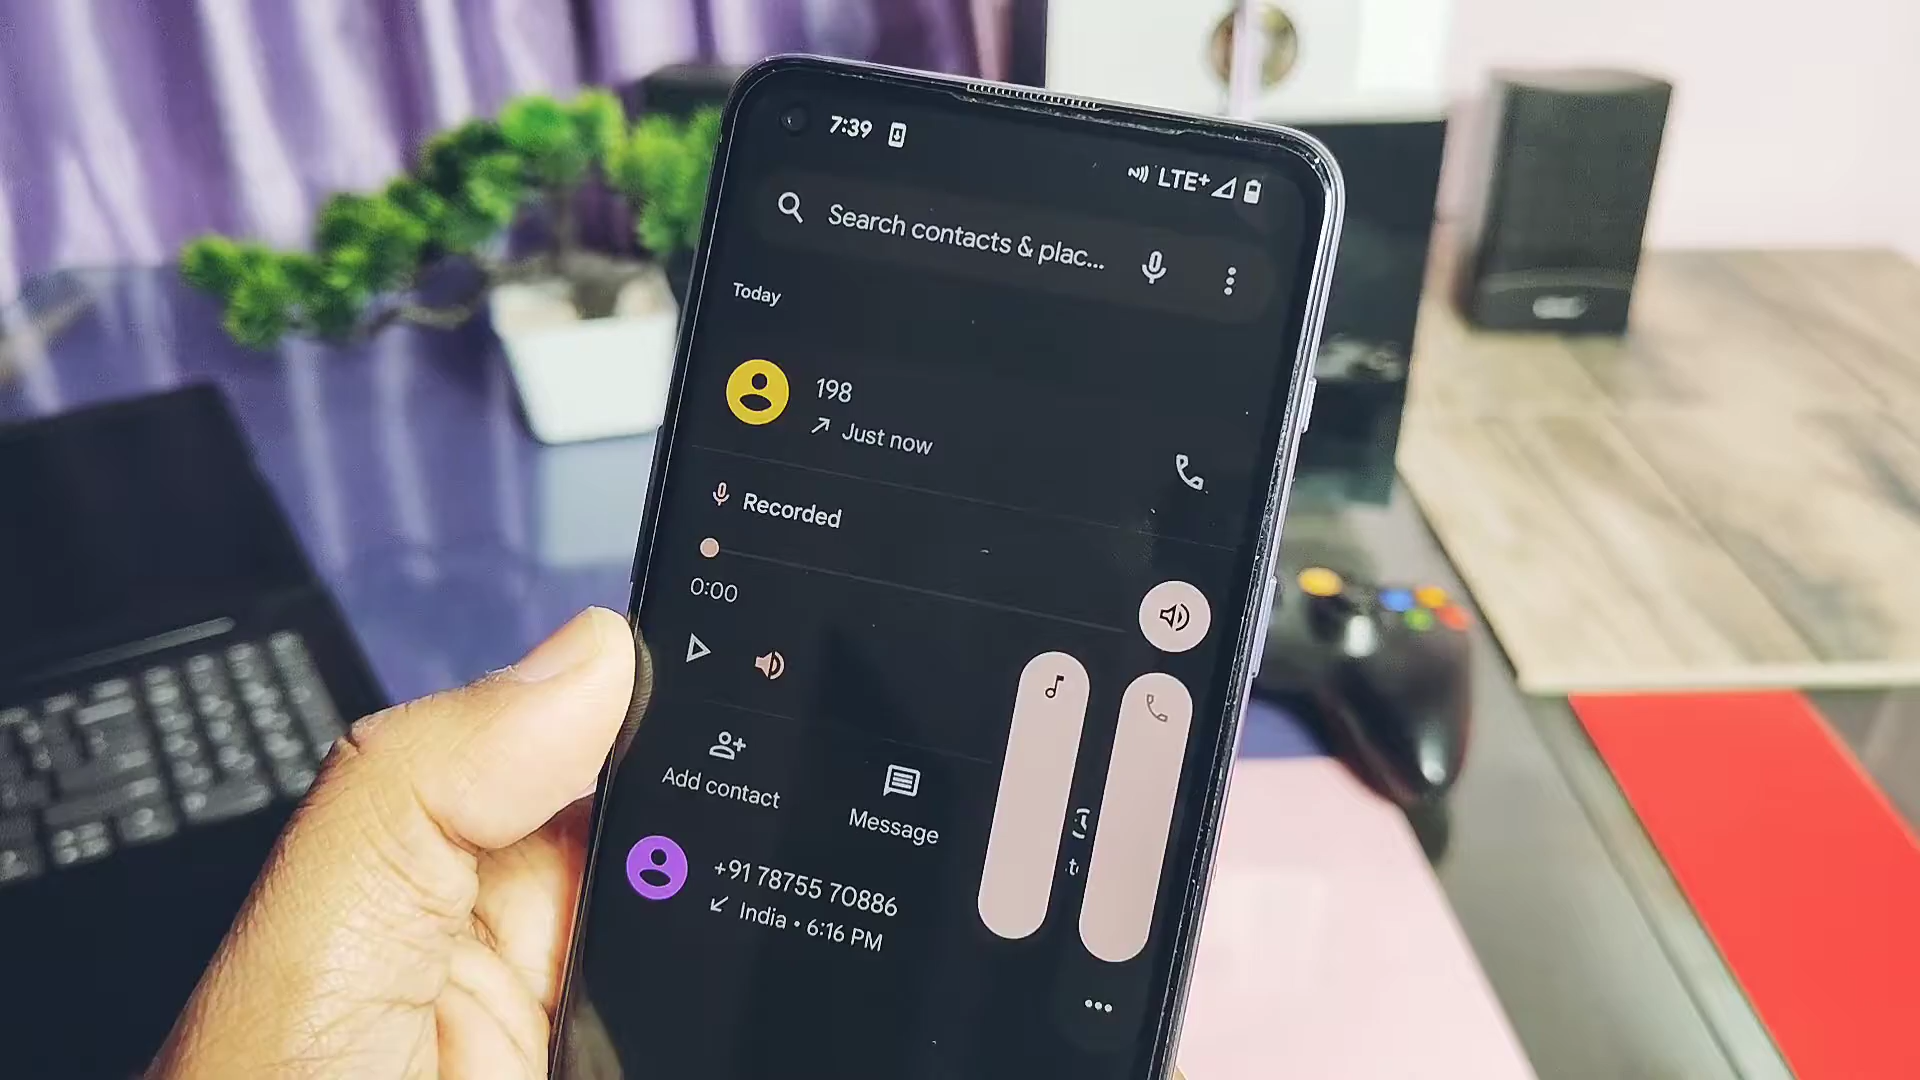 7:39
LTE+
Search contacts & plac...
Today
198
Just now
Recorded
0:00
Add contact
Message
+91 78755 70886
India • 6:16 PM